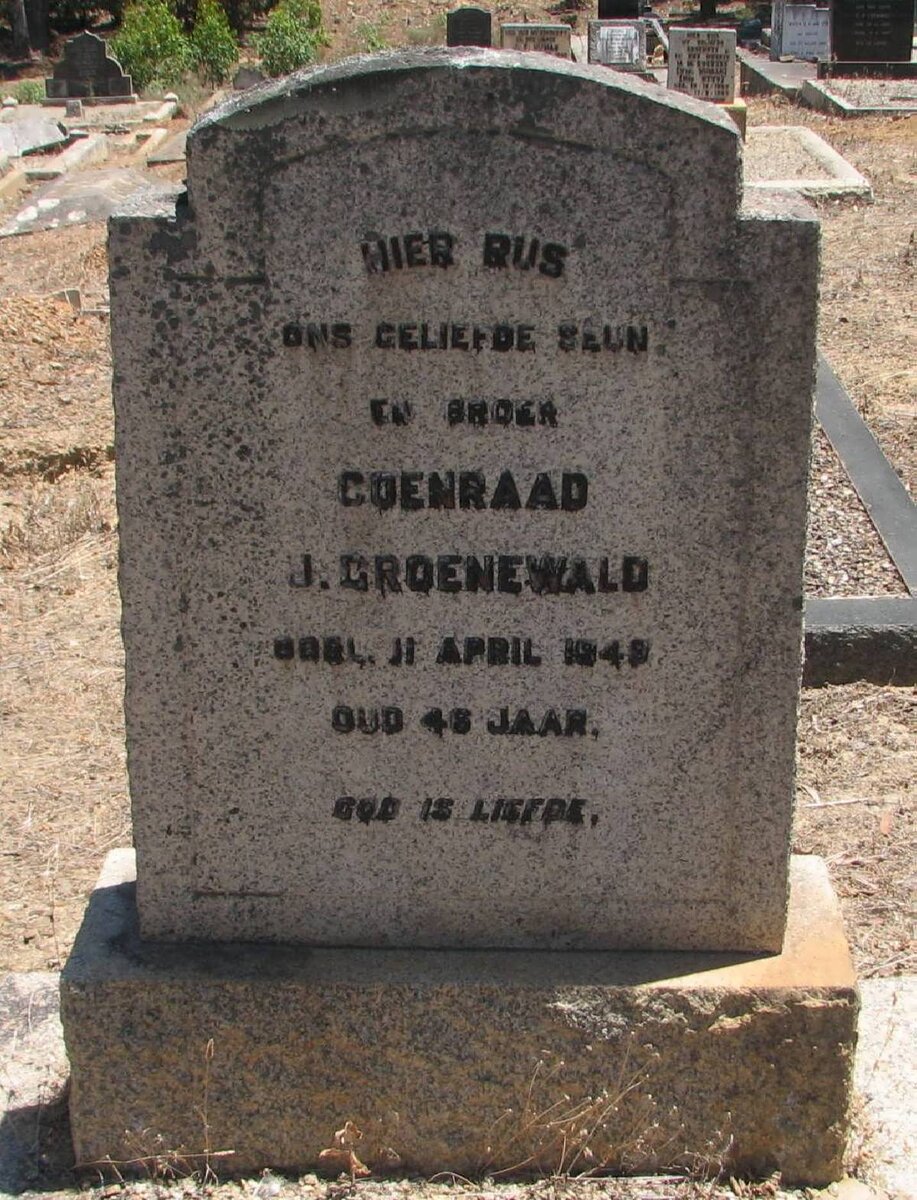 HIER RUS
ONS GELIEFDE SEUN
EN BROER
COENRAAD
J. GROENEWALD
OORL. 11 APRIL 1949
OUD 46 JAAR.
GOD IS LIEFDE.